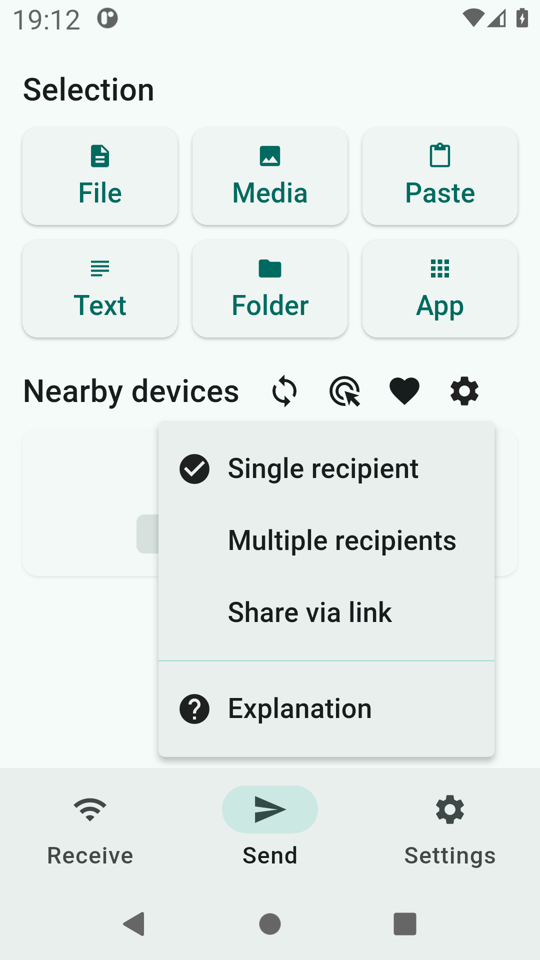 19:12
Selection
File
Media
Paste
Text
Folder
App
Nearby devices
Single recipient
Multiple recipients
Share via link
Explanation
Receive
Send
Settings